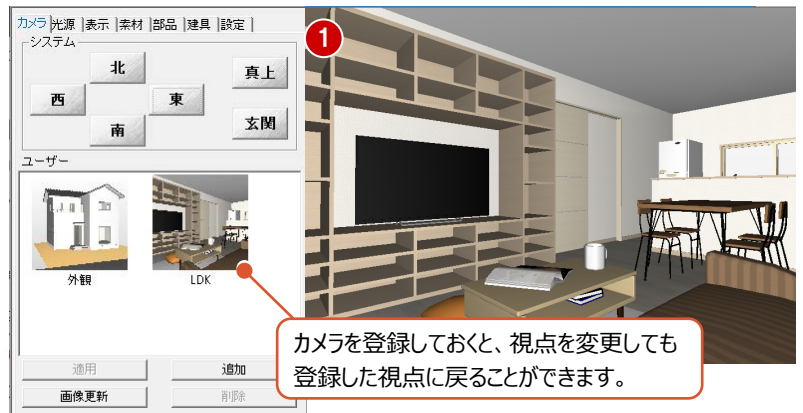 カメラ 光源 表示 素材 部品 建具 設定
システム
北
真上
西
東
南
玄関
ユーザー
外観
LDK
適用
追加
画像更新
削除
1
カメラを登録しておくと、視点を変更しても
登録した視点に戻ることができます。